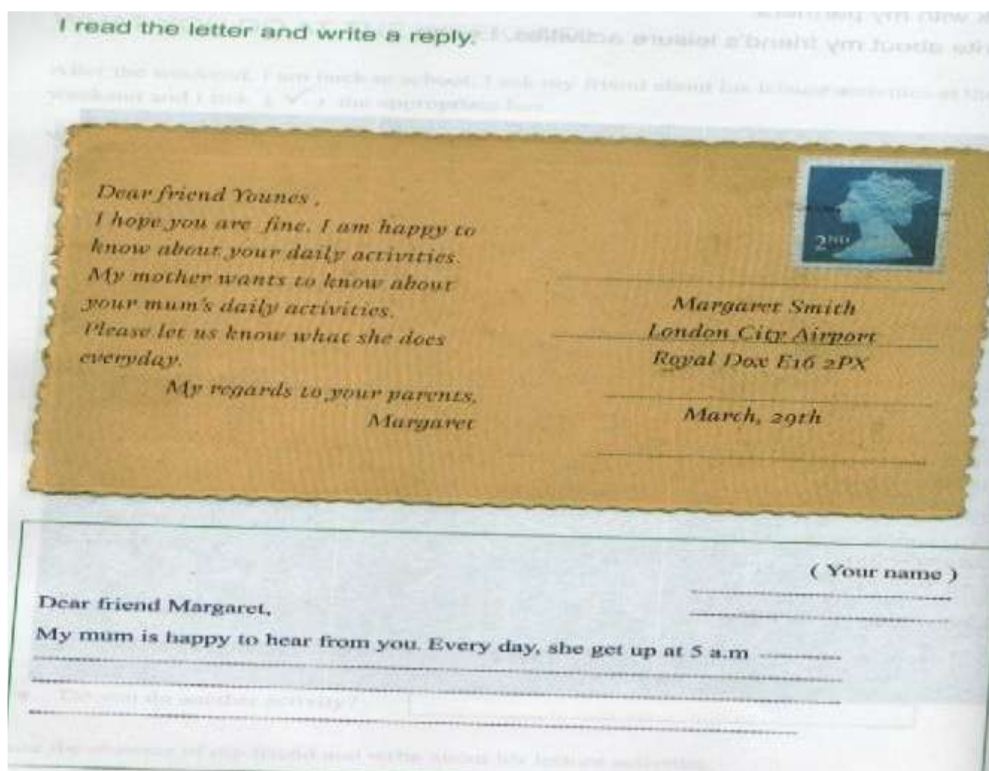 I read the letter and write a reply.
Dear friend Younes ,
I hope you are fine. I am happy to
know about your daily activities.
My mother wants to know about
your mum's daily activities.
Please let us know what she does
everyday.
My regards to your parents,
Margaret
2ND
Margaret Smith
London City Airport
Royal Dox E16 2PX
March, 29th
( Your name )
Dear friend Margaret,
My mum is happy to hear from you. Every day, she get up at 5 a.m